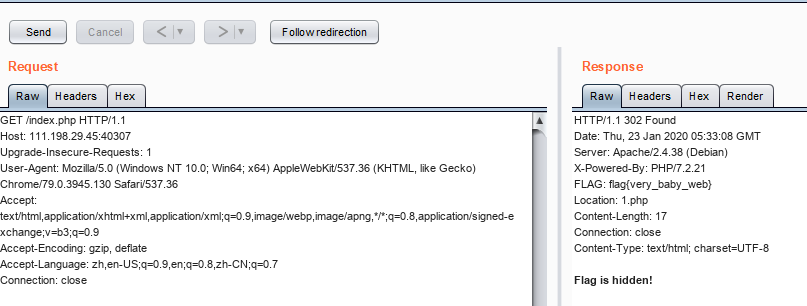 Send Cancel < > Follow redirection
Request
Raw Headers Hex
GET /index.php HTTP/1.1
Host: 111.198.29.45:40307
Upgrade-Insecure-Requests: 1
User-Agent: Mozilla/5.0 (Windows NT 10.0; Win64; x64) AppleWebKit/537.36 (KHTML, like Gecko)
Chrome/79.0.3945.130 Safari/537.36
Accept:
text/html,application/xhtml+xml,application/xml;q=0.9,image/webp,image/apng,*/*;q=0.8,application/signed-e
xchange;v=b3;q=0.9
Accept-Encoding: gzip, deflate
Accept-Language: zh,en-US;q=0.9,en;q=0.8,zh-CN;q=0.7
Connection: close
Response
Raw Headers Hex Render
HTTP/1.1 302 Found
Date: Thu, 23 Jan 2020 05:33:08 GMT
Server: Apache/2.4.38 (Debian)
X-Powered-By: PHP/7.2.21
FLAG: flag{very_baby_web}
Location: 1.php
Content-Length: 17
Connection: close
Content-Type: text/html; charset=UTF-8
Flag is hidden!